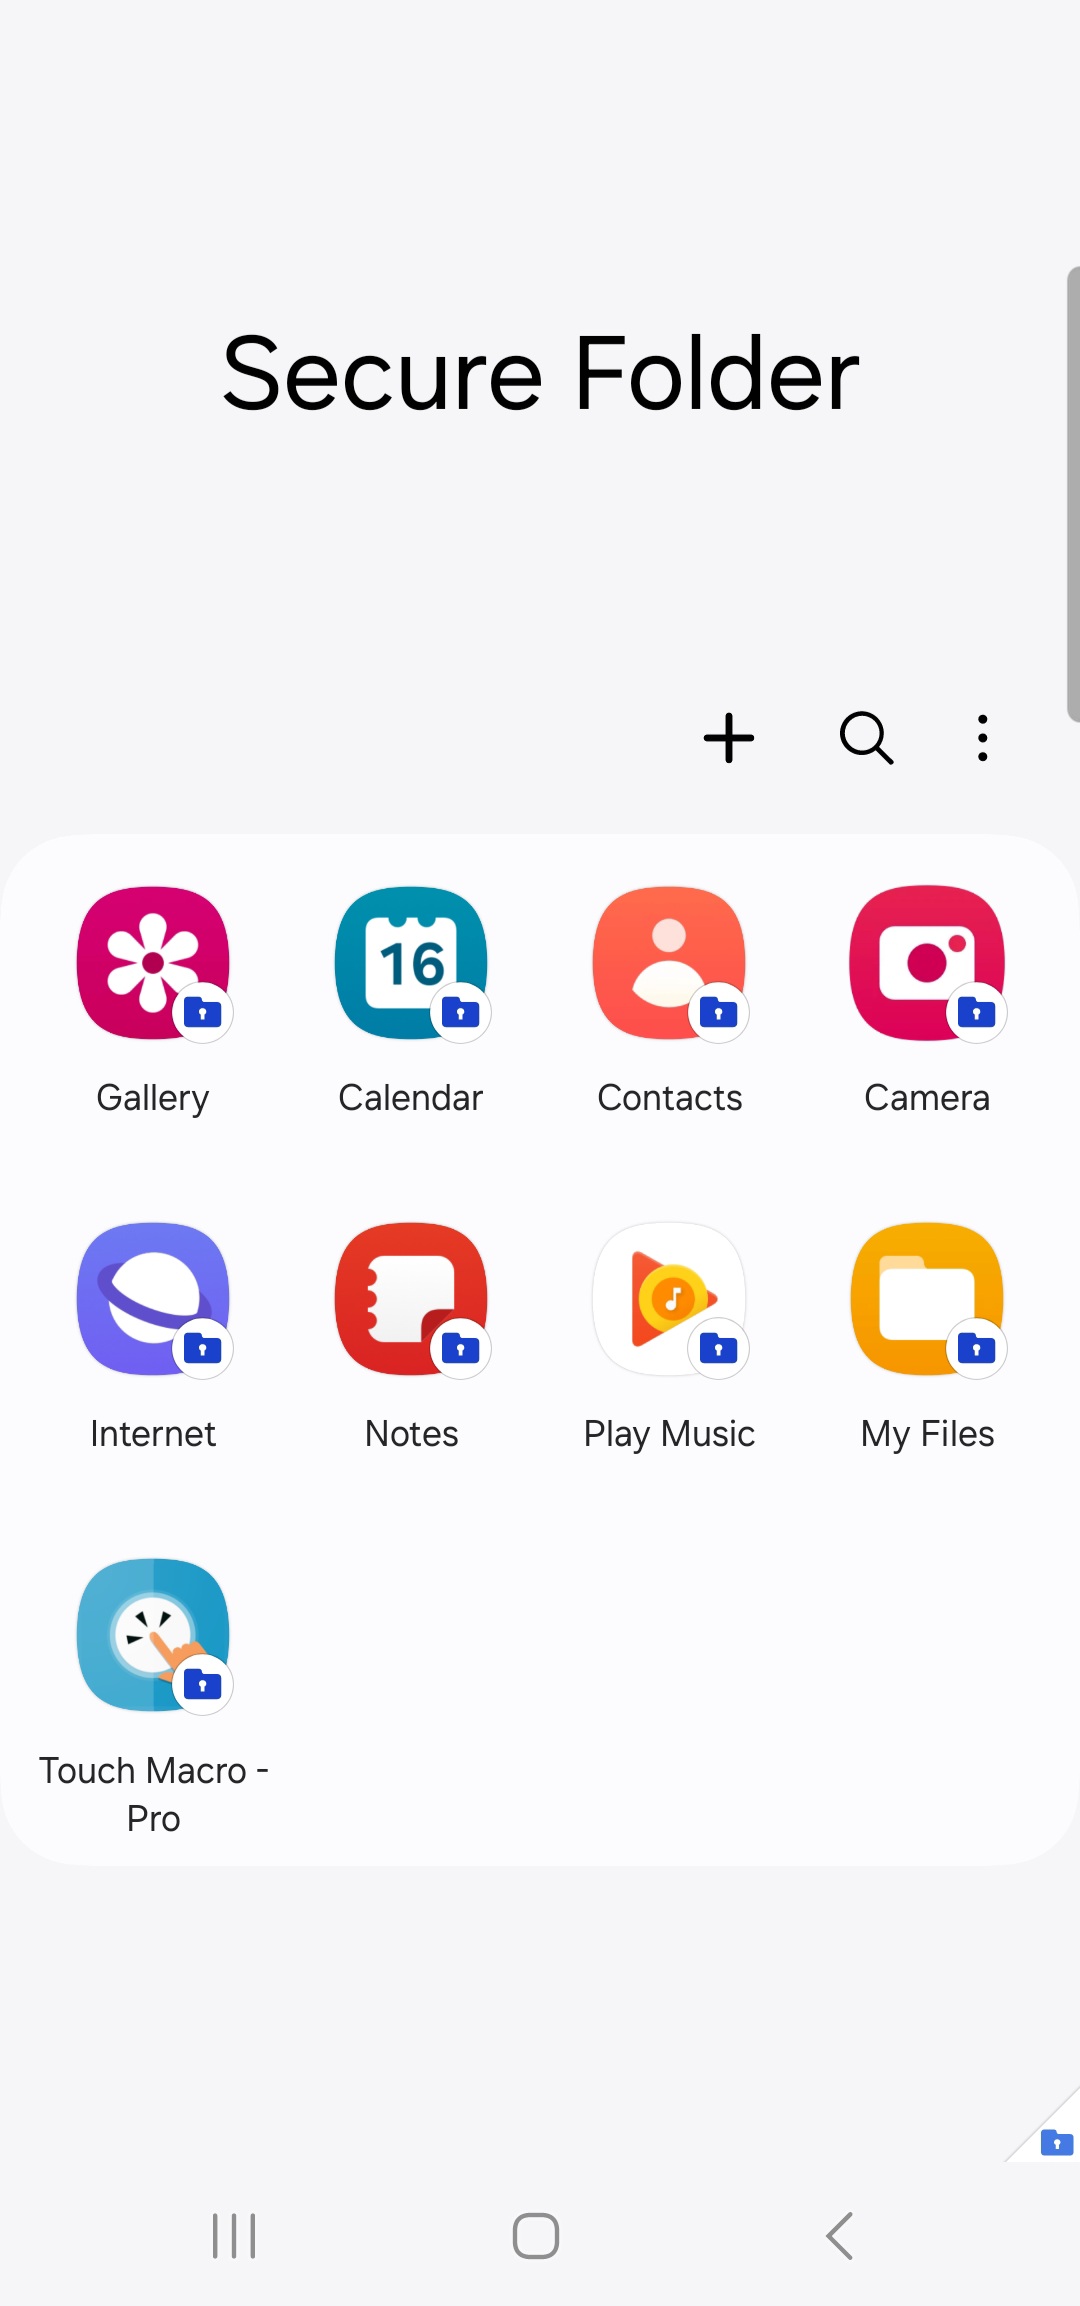 Secure Folder
16
Gallery
Calendar
Contacts
Camera
Internet
Notes
Play Music
My Files
Touch Macro -
Pro